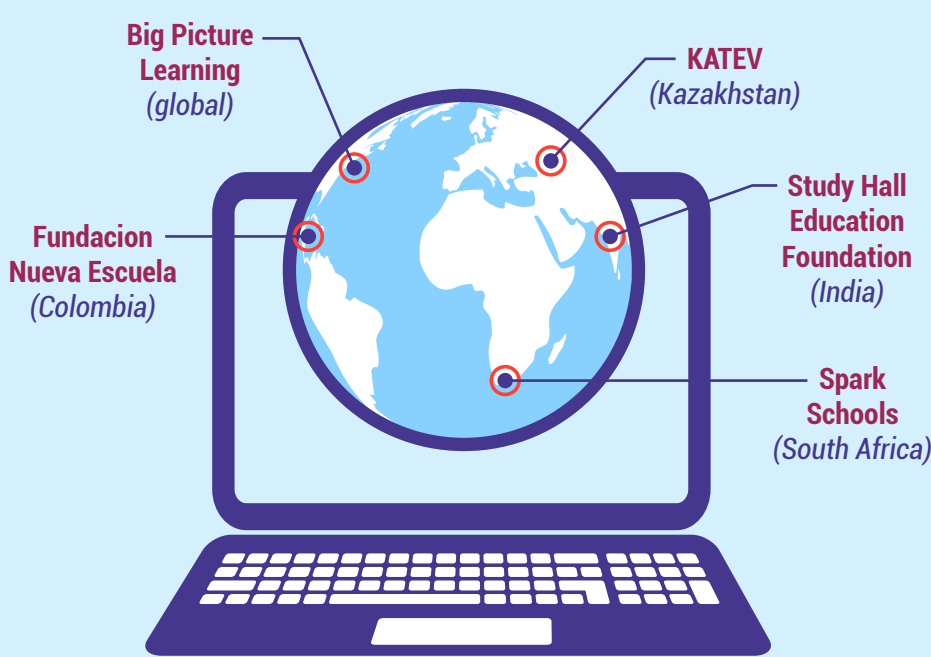 Big Picture
Learning
(global)
KATEV
(Kazakhstan)
Study Hall
Education
Foundation
(India)
Fundacion
Nueva Escuela
(Colombia)
Spark
Schools
(South Africa)